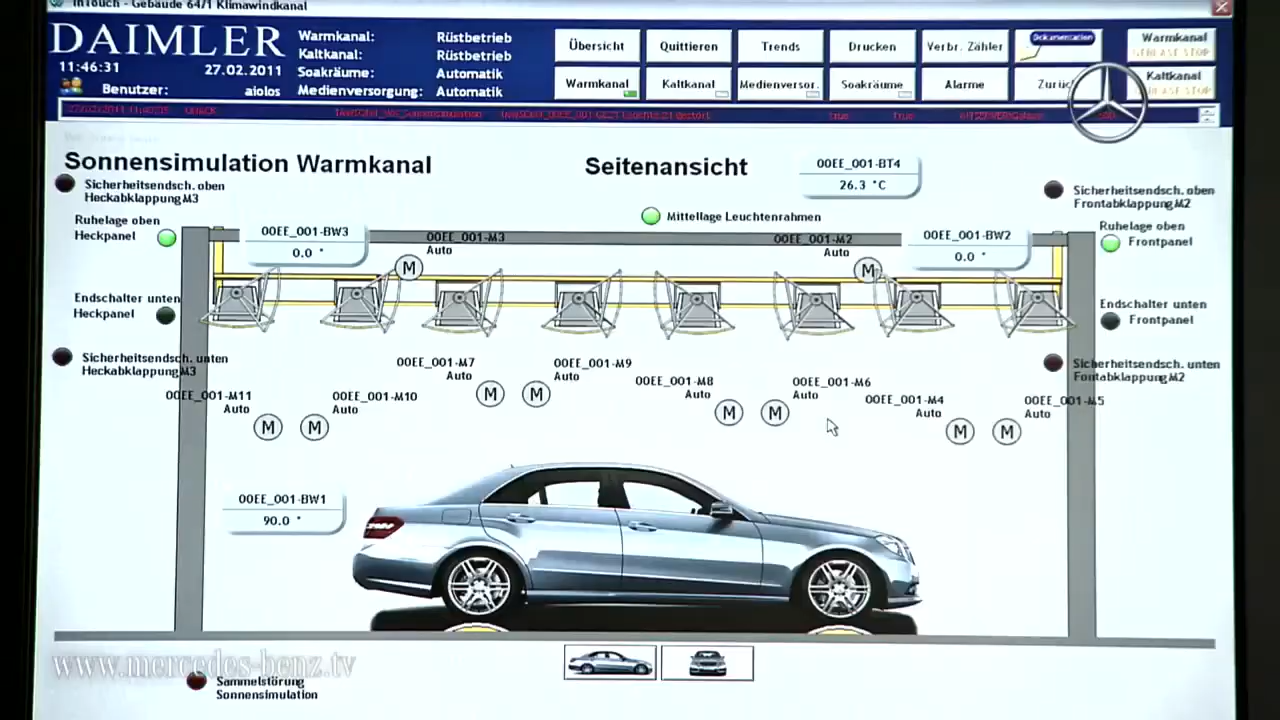 InTouch - Gebäude 64/1 Klimawindkanal
DAIMLER
11:46:31 27.02.2011
Benutzer: aiolos
Warmkanal: Rüstbetrieb
Kaltkanal: Rüstbetrieb
Soakräume: Automatik
Medienversorgung: Automatik
Übersicht Quittieren Trends Drucken Verbr. Zähler Dokumentation Warmkanal
Warmkanal Kaltkanal Medienversor. Soakräume Alarme Zurück Kaltkanal
Sonnensimulation Warmkanal
Seitenansicht
00EE_001-BT4
26.3 °C
Sicherheitsendsch. oben
Heckabklappung M3
Sicherheitsendsch. oben
Frontabklappung M2
Mittellage Leuchtenrahmen
Ruhelage oben
Heckpanel
Ruhelage oben
Frontpanel
00EE_001-BW3
0.0 °
00EE_001-M3
Auto
00EE_001-M2
Auto
00EE_001-BW2
0.0 °
M
M
Endschalter unten
Heckpanel
Endschalter unten
Frontpanel
Sicherheitsendsch. unten
Heckabklappung M3
Sicherheitsendsch. unten
Fontabklappung M2
00EE_001-M11
Auto
00EE_001-M10
Auto
00EE_001-M7
Auto
00EE_001-M9
Auto
00EE_001-M8
Auto
00EE_001-M6
Auto
00EE_001-M4
Auto
00EE_001-M5
Auto
M M M M M M M M
00EE_001-BW1
90.0 °
www.mercedes-benz.tv
Sammelstörung
Sonnensimulation